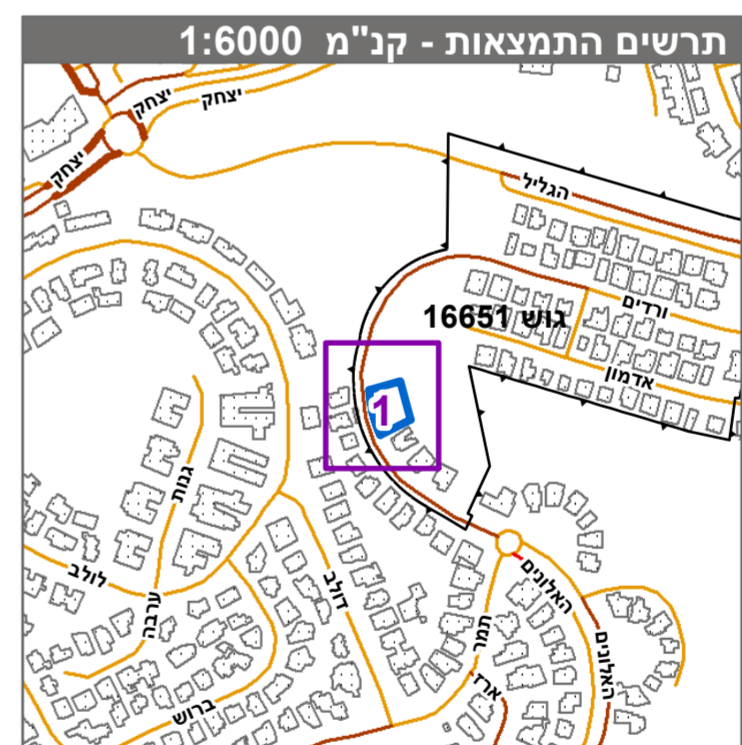 תרשים התמצאות - קנ"מ 1:6000
יצחק
יצחק
יצחק
הגליל
ורדים
גוש 16651
אדמון
1
גנות
לולב
ערבה
דולב
האלונים
תמר
האלונים
ארז
ברוש